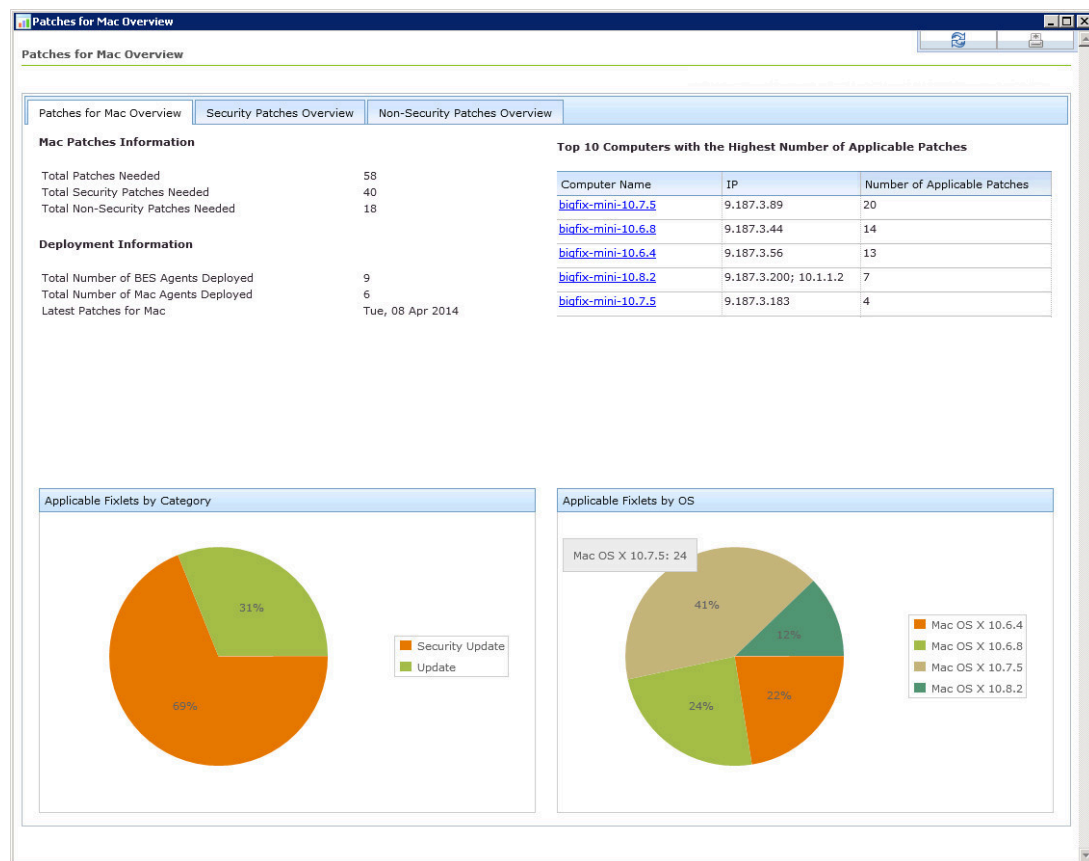 Patches for Mac Overview
Patches for Mac Overview
Patches for Mac Overview Security Patches Overview Non-Security Patches Overview
Mac Patches Information
Total Patches Needed 58
Total Security Patches Needed 40
Total Non-Security Patches Needed 18
Deployment Information
Total Number of BES Agents Deployed 9
Total Number of Mac Agents Deployed 6
Latest Patches for Mac Tue, 08 Apr 2014
Top 10 Computers with the Highest Number of Applicable Patches
Computer Name IP Number of Applicable Patches
bigfix-mini-10.7.5 9.187.3.89 20
bigfix-mini-10.6.8 9.187.3.44 14
bigfix-mini-10.6.4 9.187.3.56 13
bigfix-mini-10.8.2 9.187.3.200; 10.1.1.2 7
bigfix-mini-10.7.5 9.187.3.183 4
Applicable Fixlets by Category
31%
69%
Security Update
Update
Applicable Fixlets by OS
Mac OS X 10.7.5: 24
41%
12%
24%
22%
Mac OS X 10.6.4
Mac OS X 10.6.8
Mac OS X 10.7.5
Mac OS X 10.8.2